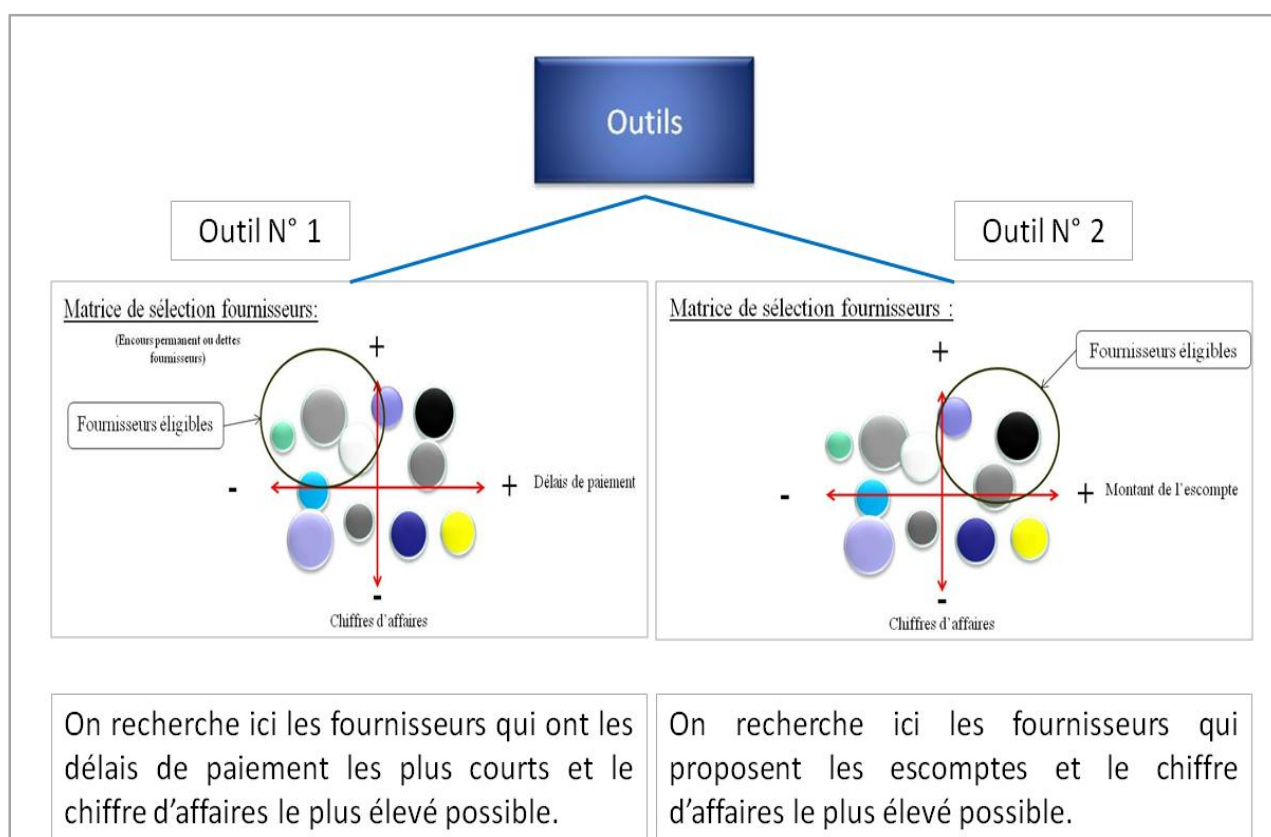 Outils
Outil N° 1
Outil N° 2
Matrice de sélection fournisseurs:
(Encours permanent ou dettes
fournisseurs)
+
Fournisseurs éligibles
-
+
Délais de paiement
-
Chiffres d’affaires
Matrice de sélection fournisseurs :
+
Fournisseurs éligibles
-
+
Montant de l’escompte
-
Chiffres d’affaires
On recherche ici les fournisseurs qui ont les
délais de paiement les plus courts et le
chiffre d’affaires le plus élevé possible.
On recherche ici les fournisseurs qui
proposent les escomptes et le chiffre
d’affaires le plus élevé possible.